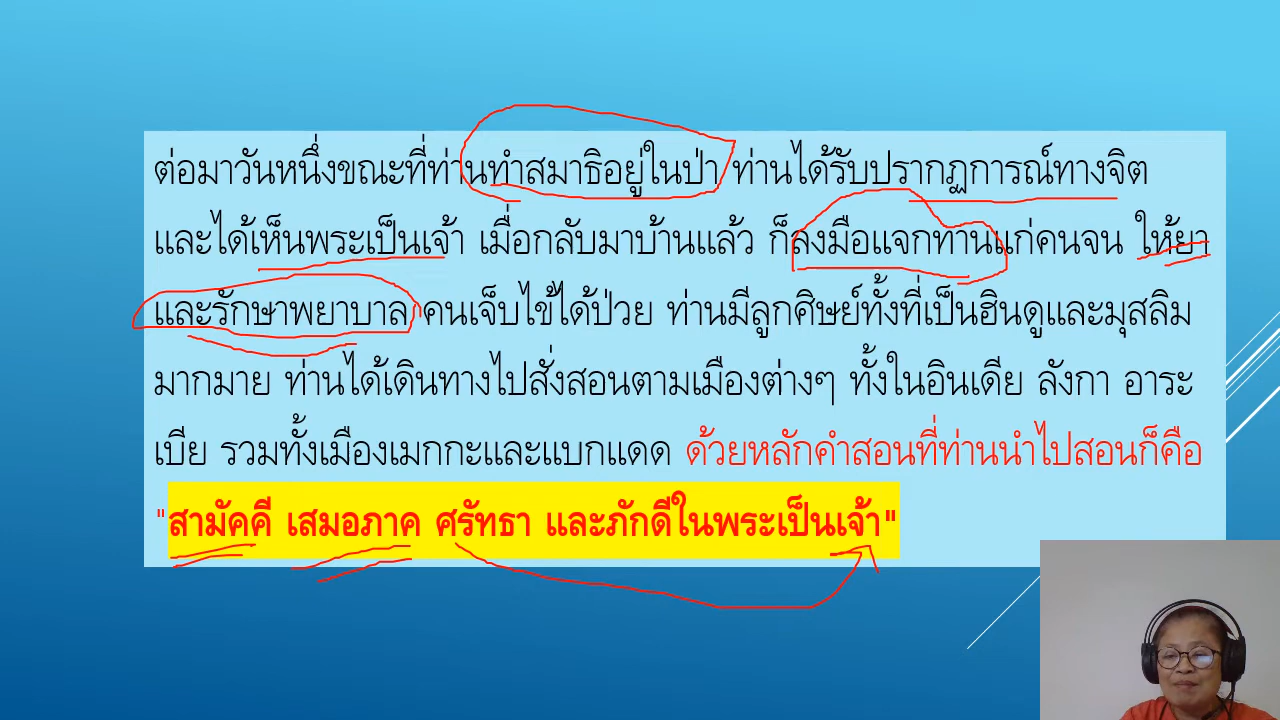 ต่อมาวันหนึ่งขณะที่ท่านทำสมาธิอยู่ในป่า ท่านได้รับปรากฏการณ์ทางจิต
และได้เห็นพระเป็นเจ้า เมื่อกลับมาบ้านแล้ว ก็ลงมือแจกทานแก่คนจน ให้ยา
และรักษาพยาบาล คนเจ็บไข้ได้ป่วย ท่านมีลูกศิษย์ทั้งที่เป็นฮินดูและมุสลิม
มากมาย ท่านได้เดินทางไปสั่งสอนตามเมืองต่างๆ ทั้งในอินเดีย ลังกา อาระ
เบีย รวมทั้งเมืองเมกกะและแบกแดด ด้วยหลักคำสอนที่ท่านนำไปสอนก็คือ
"สามัคคี เสมอภาค ศรัทธา และภักดีในพระเป็นเจ้า"